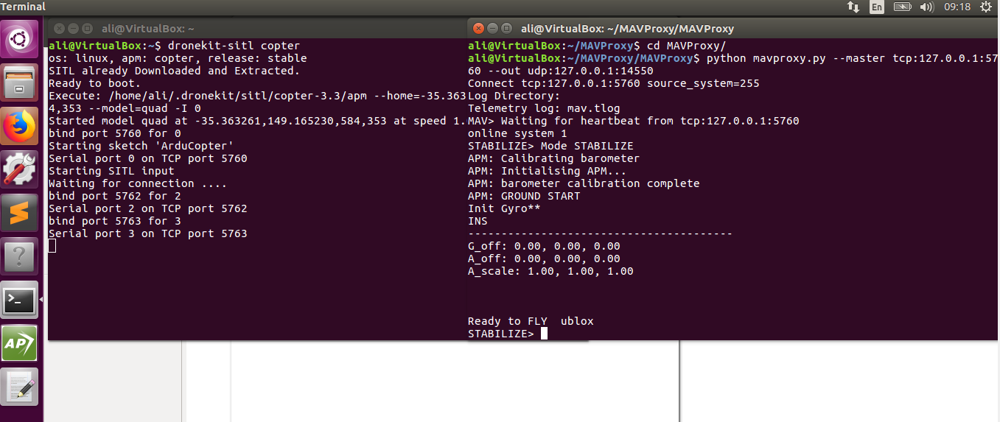 Terminal
En
09:18
ali@VirtualBox: ~
ali@VirtualBox:~$ dronekit-sitl copter
os: linux, apm: copter, release: stable
SITL already Downloaded and Extracted.
Ready to boot.
Execute: /home/ali/.dronekit/sitl/copter-3.3/apm --home=-35.363
4,353 --model=quad -I 0
Started model quad at -35.363261,149.165230,584,353 at speed 1.
bind port 5760 for 0
Starting sketch 'ArduCopter'
Serial port 0 on TCP port 5760
Starting SITL input
Waiting for connection ....
bind port 5762 for 2
Serial port 2 on TCP port 5762
bind port 5763 for 3
Serial port 3 on TCP port 5763
ali@VirtualBox: ~/MAVProxy/MAVProxy
ali@VirtualBox:~/MAVProxy$ cd MAVProxy/
ali@VirtualBox:~/MAVProxy/MAVProxy$ python mavproxy.py --master tcp:127.0.0.1:57
60 --out udp:127.0.0.1:14550
Connect tcp:127.0.0.1:5760 source_system=255
Log Directory:
Telemetry log: mav.tlog
MAV> Waiting for heartbeat from tcp:127.0.0.1:5760
online system 1
STABILIZE> Mode STABILIZE
APM: Calibrating barometer
APM: Initialising APM...
APM: barometer calibration complete
APM: GROUND START
Init Gyro**
INS
----------------------------------------
G_off: 0.00, 0.00, 0.00
A_off: 0.00, 0.00, 0.00
A_scale: 1.00, 1.00, 1.00
Ready to FLY  ublox
STABILIZE>
AP